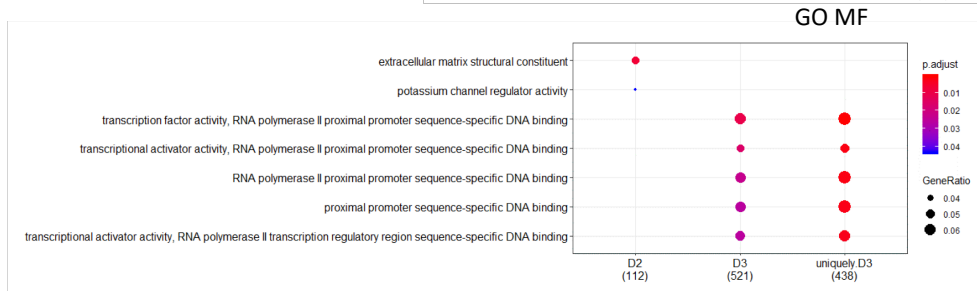 GO MF
extracellular matrix structural constituent
potassium channel regulator activity
transcription factor activity, RNA polymerase II proximal promoter sequence-specific DNA binding
transcriptional activator activity, RNA polymerase II proximal promoter sequence-specific DNA binding
RNA polymerase II proximal promoter sequence-specific DNA binding
proximal promoter sequence-specific DNA binding
transcriptional activator activity, RNA polymerase II transcription regulatory region sequence-specific DNA binding
D2
(112)
D3
(521)
uniquely.D3
(438)
p.adjust
0.01
0.02
0.03
0.04
GeneRatio
0.04
0.05
0.06